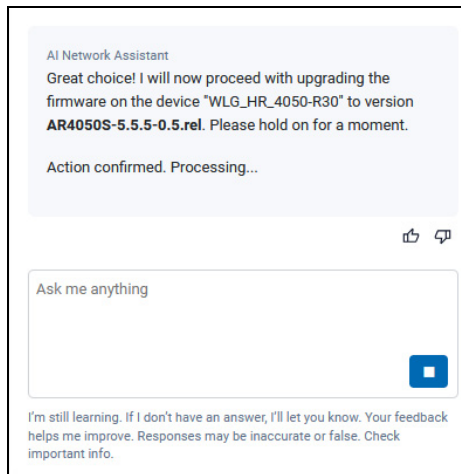 AI Network Assistant
Great choice! I will now proceed with upgrading the
firmware on the device "WLG_HR_4050-R30" to version
AR4050S-5.5.5-0.5.rel. Please hold on for a moment.
Action confirmed. Processing...
Ask me anything
I'm still learning. If I don't have an answer, I'll let you know. Your feedback
helps me improve. Responses may be inaccurate or false. Check
important info.